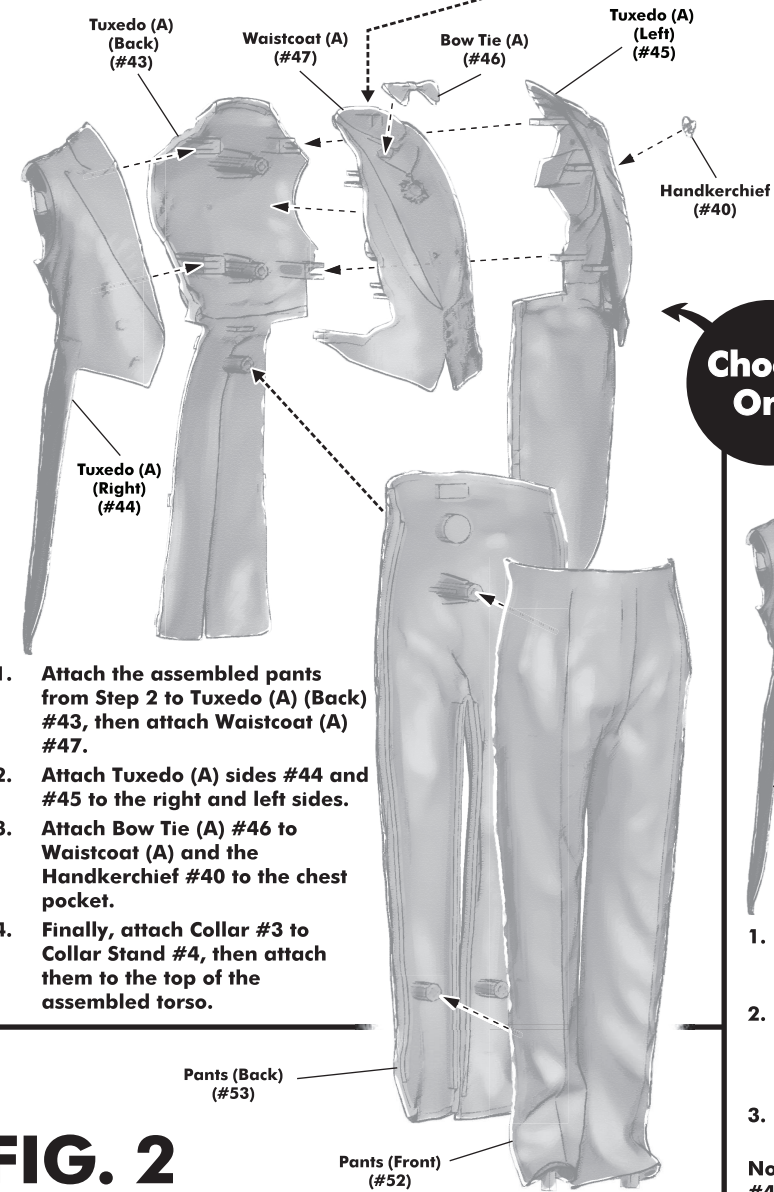 Tuxedo (A)
(Back)
(#43)
Waistcoat (A)
(#47)
Bow Tie (A)
(#46)
Tuxedo (A)
(Left)
(#45)
Handkerchief
(#40)
Tuxedo (A)
(Right)
(#44)
1. Attach the assembled pants
from Step 2 to Tuxedo (A) (Back)
#43, then attach Waistcoat (A)
#47.
2. Attach Tuxedo (A) sides #44 and
#45 to the right and left sides.
3. Attach Bow Tie (A) #46 to
Waistcoat (A) and the
Handkerchief #40 to the chest
pocket.
4. Finally, attach Collar #3 to
Collar Stand #4, then attach
them to the top of the
assembled torso.
Pants (Back)
(#53)
Pants (Front)
(#52)
FIG. 2
1.
2.
3.